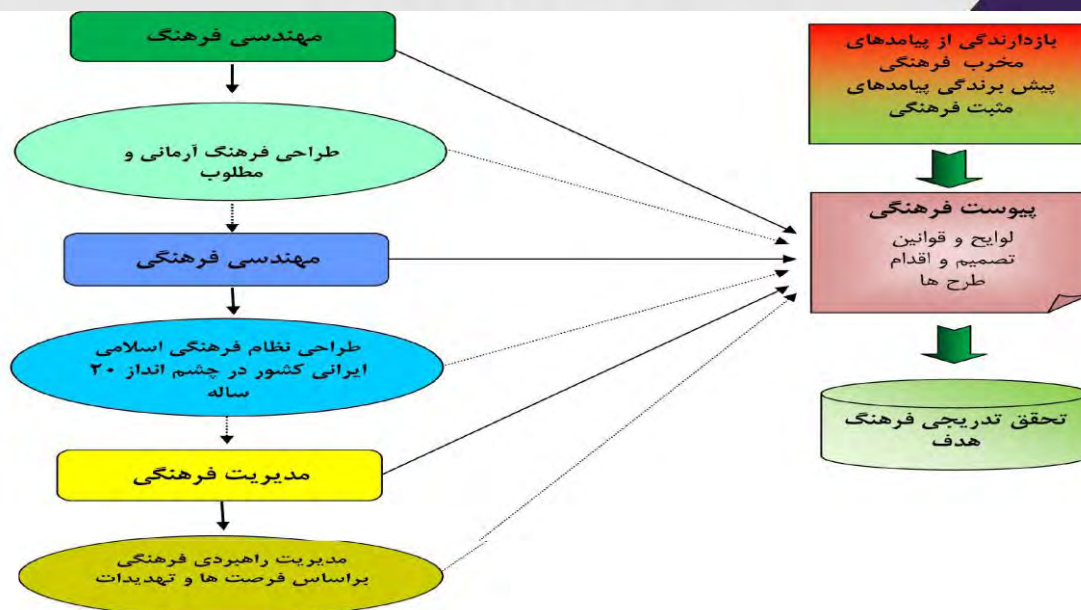 مهندسی فرهنگ
طراحی فرهنگ آرمانی و
مطلوب
مهندسی فرهنگی
طراحی نظام فرهنگی اسلامی
ایرانی کشور در چشم انداز ۲۰
ساله
مدیریت فرهنگی
مدیریت راهبردی فرهنگی
براساس فرصت ها و تهدیدات
بازدارندگی از پیامدهای
مخرب فرهنگی
پیش برندگی پیامدهای
مثبت فرهنگی
پیوست فرهنگی
لوایح و قوانین
تصمیم و اقدام
طرح ها
تحقق تدریجی فرهنگ
هدف